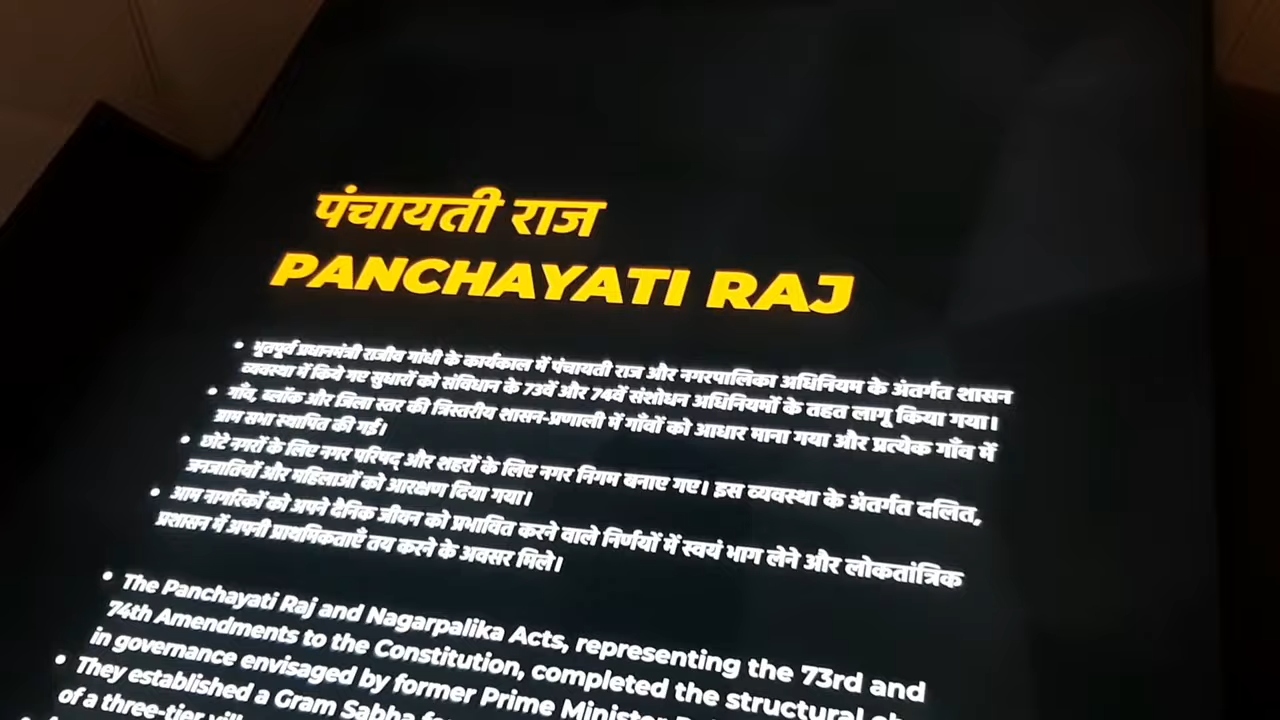 पंचायती राज
PANCHAYATI RAJ
• भूतपूर्व प्रधानमंत्री राजीव गांधी के कार्यकाल में पंचायती राज और नगरपालिका अधिनियम के अंतर्गत शासन
व्यवस्था में किये गए सुधारों को संविधान के 73वें और 74वें संशोधन अधिनियमों के तहत लागू किया गया।
• गाँव, ब्लॉक और जिला स्तर की त्रिस्तरीय शासन-प्रणाली में गाँवों को आधार माना गया और प्रत्येक गाँव में
ग्राम सभा स्थापित की गई।
• छोटे नगरों के लिए नगर परिषद् और शहरों के लिए नगर निगम बनाए गए। इस व्यवस्था के अंतर्गत दलित,
जनजातियों और महिलाओं को आरक्षण दिया गया।
• आम नागरिकों को अपने दैनिक जीवन को प्रभावित करने वाले निर्णयों में स्वयं भाग लेने और लोकतांत्रिक
प्रशासन में अपनी प्राथमिकताएँ तय करने के अवसर मिले।
• The Panchayati Raj and Nagarpalika Acts, representing the 73rd and
74th Amendments to the Constitution, completed the structural
in governance envisaged by former Prime Minister
• They established a Gram Sabha
of a three-tier